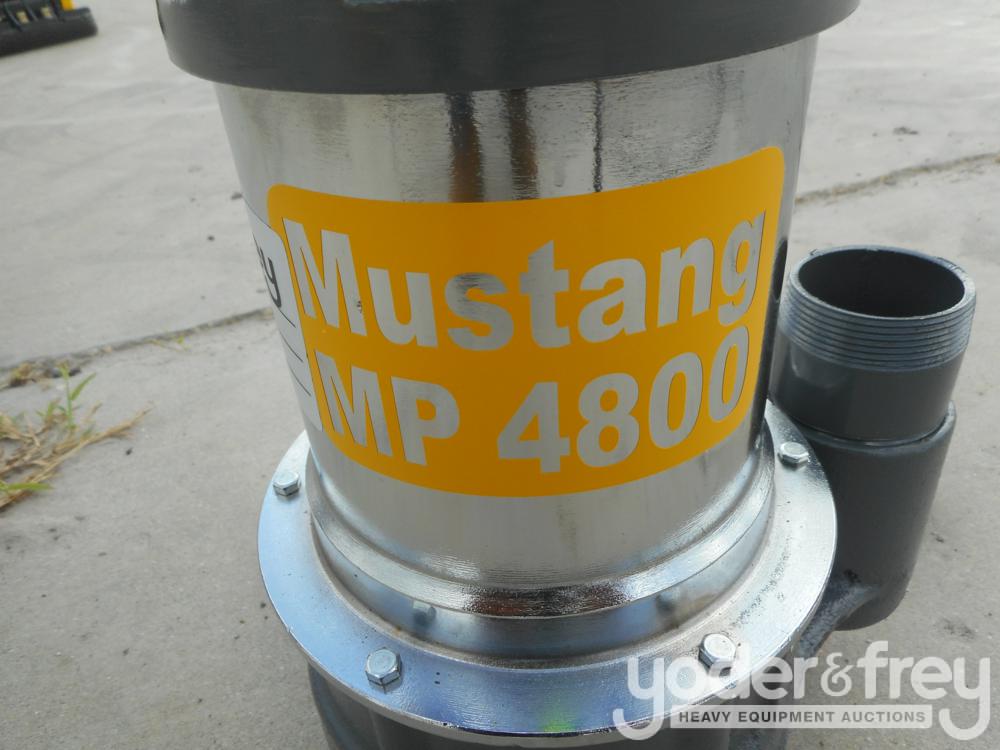 Mustang
MP 4800
yoder&frey
HEAVY EQUIPMENT AUCTIONS